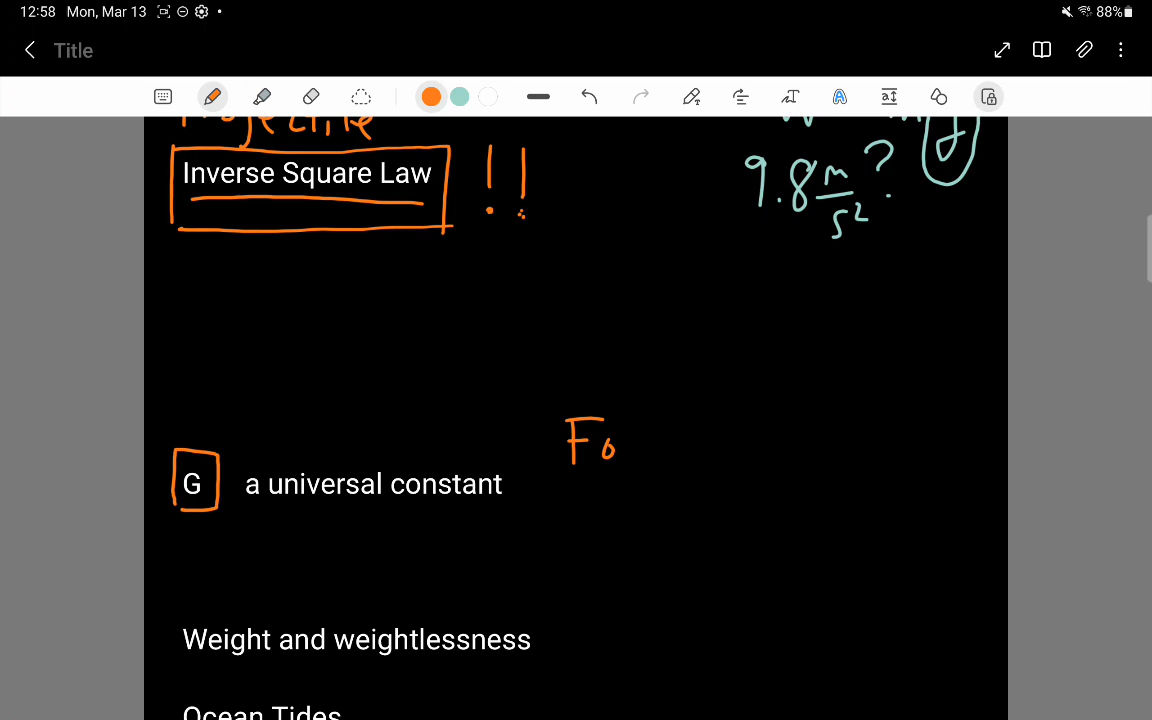 12:58 Mon, Mar 13 88%
Title
Projectile
Inverse Square Law !!
9.8 m/s² ?
g
Fo
G a universal constant
Weight and weightlessness
Ocean Tides